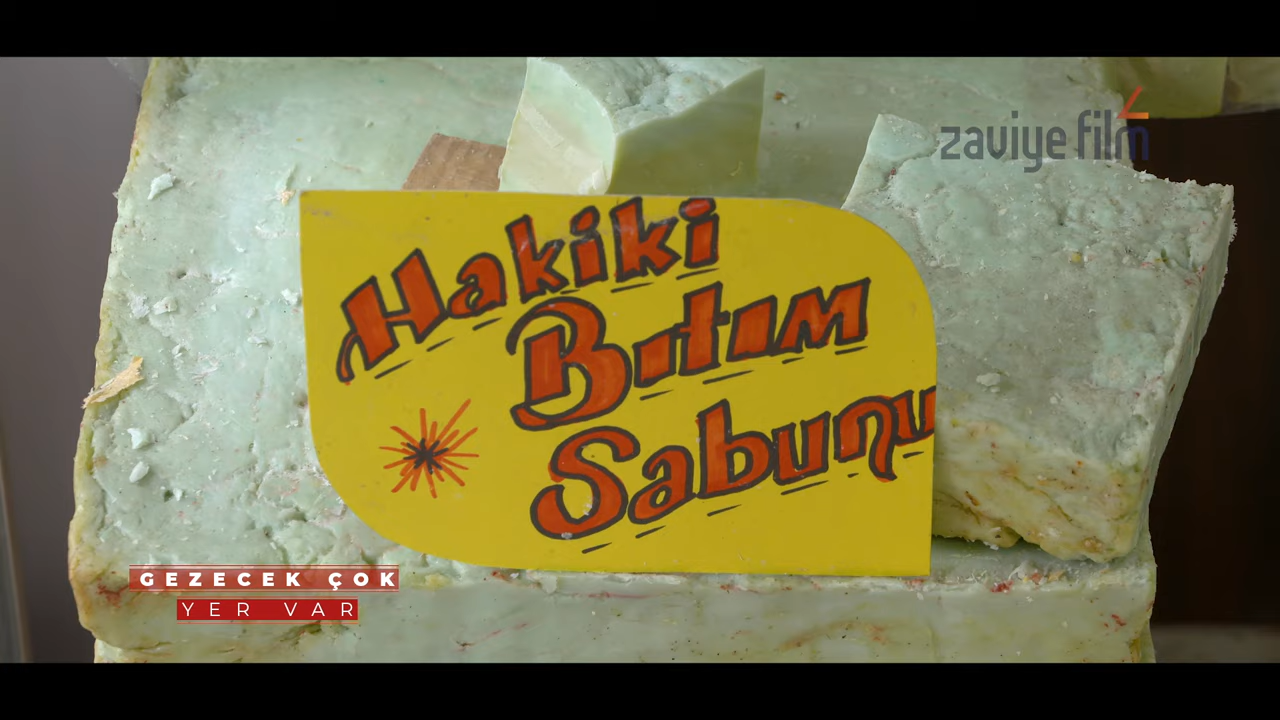 zaviye film
Hakiki
Bıtım
Sabunu
GEZECEK ÇOK
YER VAR